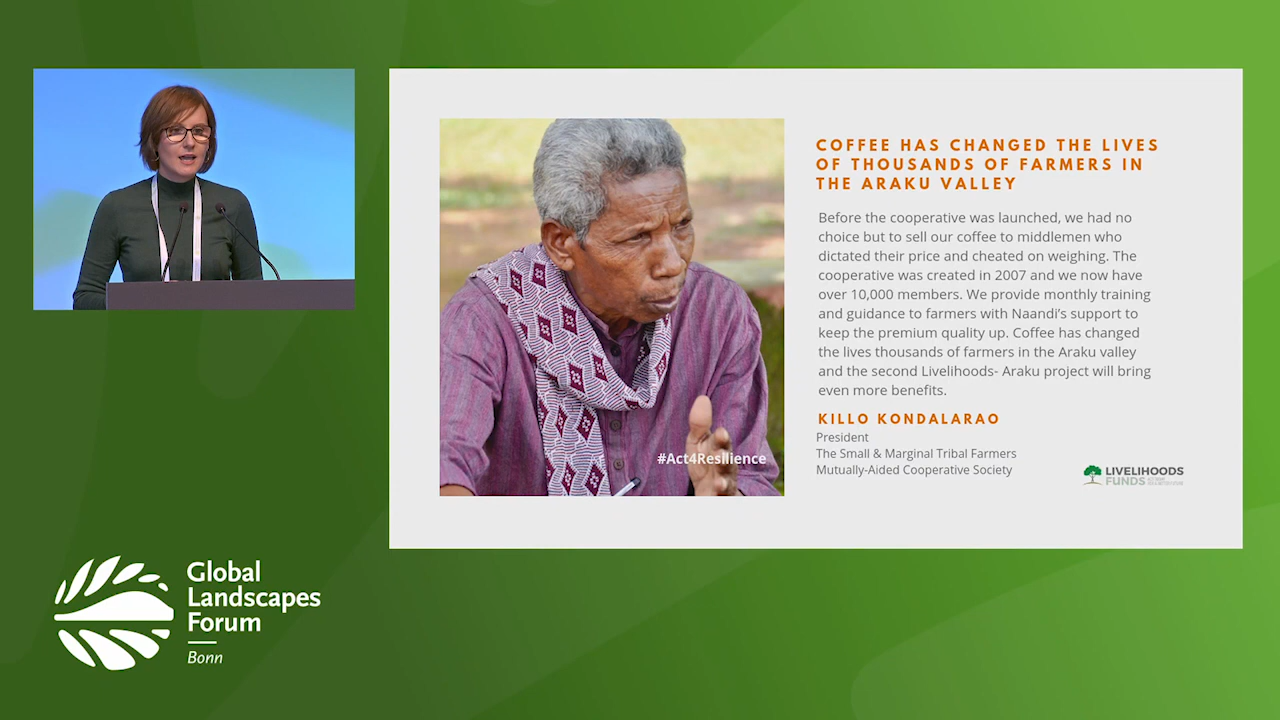 COFFEE HAS CHANGED THE LIVES
OF THOUSANDS OF FARMERS IN
THE ARAKU VALLEY
Before the cooperative was launched, we had no
choice but to sell our coffee to middlemen who
dictated their price and cheated on weighing. The
cooperative was created in 2007 and we now have
over 10,000 members. We provide monthly training
and guidance to farmers with Naandi's support to
keep the premium quality up. Coffee has changed
the lives thousands of farmers in the Araku valley
and the second Livelihoods- Araku project will bring
even more benefits.
KILLO KONDALARAO
President
The Small & Marginal Tribal Farmers
Mutually-Aided Cooperative Society
#Act4Resilience
LIVELIHOODS
FUNDS
Global
Landscapes
Forum
Bonn